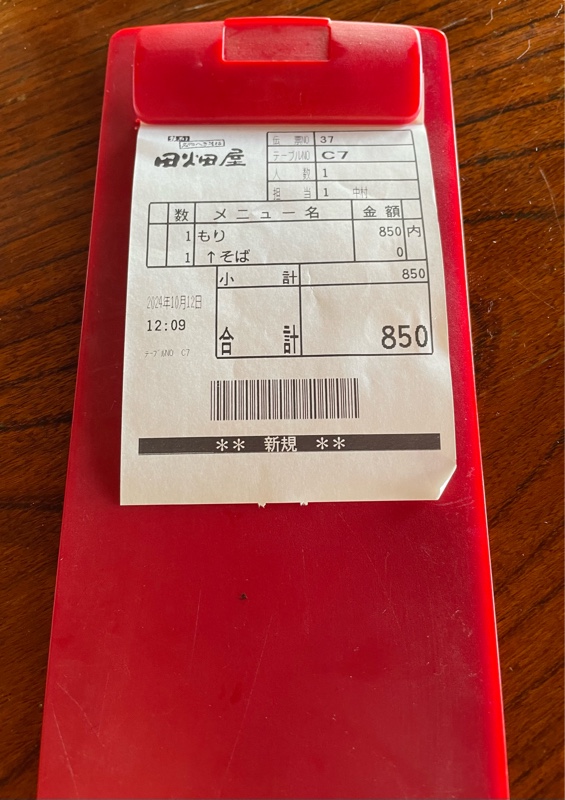 田畑屋
伝票NO 37
テーブルNO C7
人数 1
担当 1 中村
数 メニュー名 金額
1 もり 850 内
1 ↑そば 0
小計 850
2024年10月12日
12:09
合計 850
テーブルNO C7
** 新規 **